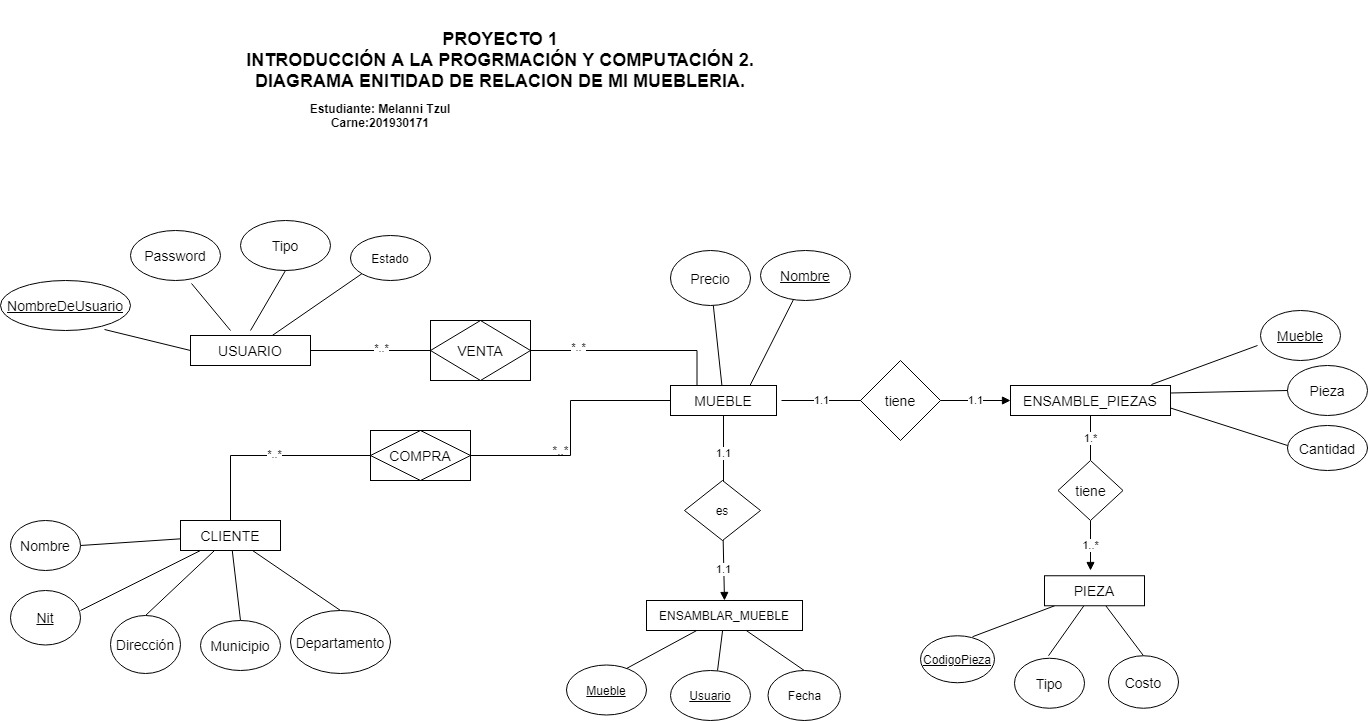 PROYECTO 1
INTRODUCCIÓN A LA PROGRMACIÓN Y COMPUTACIÓN 2.
DIAGRAMA ENITIDAD DE RELACION DE MI MUEBLERIA.
Estudiante: Melanni Tzul
Carne:201930171
Password
Tipo
Estado
NombreDeUsuario
USUARIO
*..*
VENTA
*..*
Precio
Nombre
MUEBLE
1.1
tiene
1.1
ENSAMBLE_PIEZAS
Mueble
Pieza
Cantidad
*..*
COMPRA
*..*
1.1
es
1.1
1.*
tiene
1..*
CLIENTE
Nombre
Nit
Dirección
Municipio
Departamento
ENSAMBLAR_MUEBLE
Mueble
Usuario
Fecha
PIEZA
CodigoPieza
Tipo
Costo